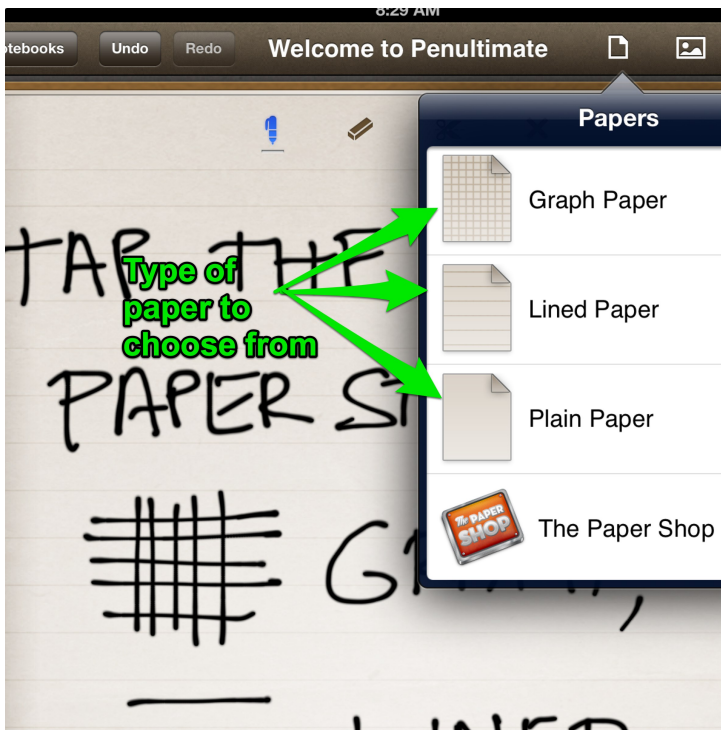 8:29 AM
otebooks Undo Redo Welcome to Penultimate
Papers
Graph Paper
Lined Paper
Plain Paper
The PAPER
SHOP
The Paper Shop
Type of
paper to
choose from
TAP THE
PAPER